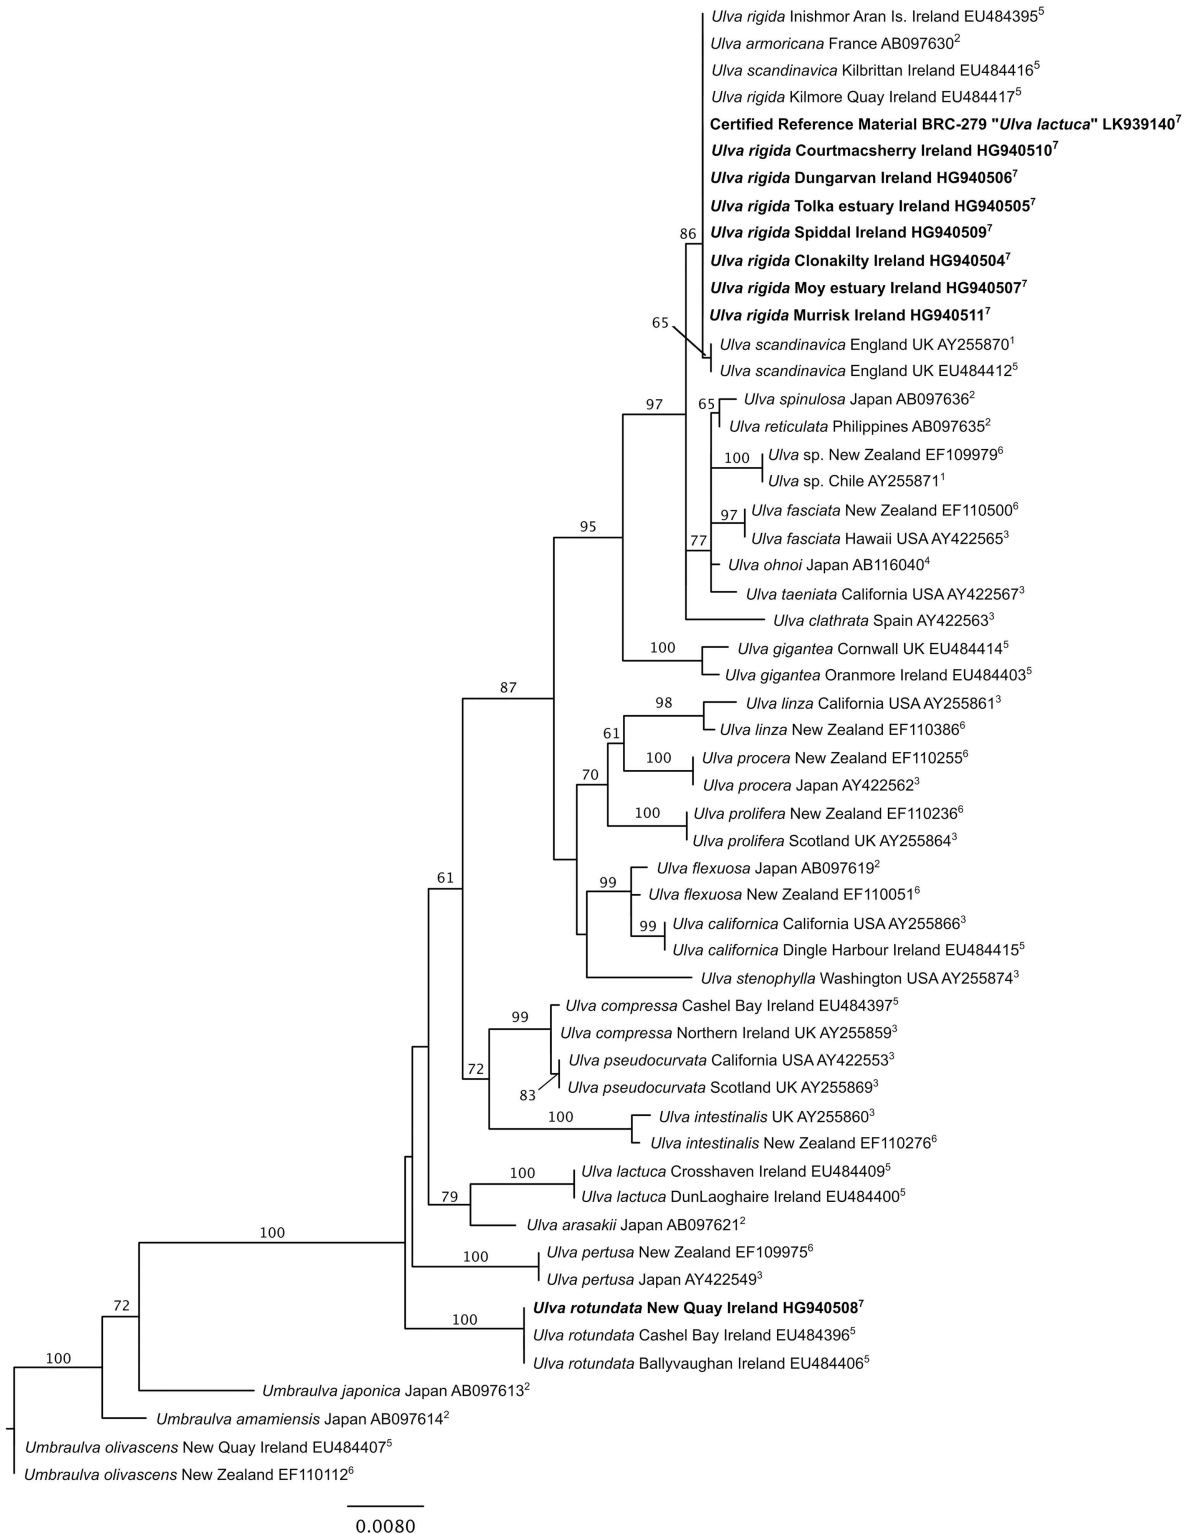 Ulva rigida Inishmor Aran Is. Ireland EU484395⁵
Ulva armoricana France AB097630²
Ulva scandinavica Kilbrittan Ireland EU484416⁵
Ulva rigida Kilmore Quay Ireland EU484417⁵
Certified Reference Material BRC-279 "Ulva lactuca" LK939140⁷
Ulva rigida Courtmacsherry Ireland HG940510⁷
Ulva rigida Dungarvan Ireland HG940506⁷
Ulva rigida Tolka estuary Ireland HG940505⁷
86 Ulva rigida Spiddal Ireland HG940509⁷
Ulva rigida Clonakilty Ireland HG940504⁷
Ulva rigida Moy estuary Ireland HG940507⁷
Ulva rigida Murrisk Ireland HG940511⁷
65
Ulva scandinavica England UK AY255870¹
Ulva scandinavica England UK EU484412⁵
Ulva spinulosa Japan AB097636²
97 65
Ulva reticulata Philippines AB097635²
Ulva sp. New Zealand EF109979⁶
100
Ulva sp. Chile AY255871¹
Ulva fasciata New Zealand EF110500⁶
97
95
Ulva fasciata Hawaii USA AY422565³
77
Ulva ohnoi Japan AB116040⁴
Ulva taeniata California USA AY422567³
Ulva clathrata Spain AY422563³
100 Ulva gigantea Cornwall UK EU484414⁵
Ulva gigantea Oranmore Ireland EU484403⁵
87
98 Ulva linza California USA AY255861³
Ulva linza New Zealand EF110386⁶
61
100 Ulva procera New Zealand EF110255⁶
70
Ulva procera Japan AY422562³
100 Ulva prolifera New Zealand EF110236⁶
Ulva prolifera Scotland UK AY255864³
Ulva flexuosa Japan AB097619²
61 99
Ulva flexuosa New Zealand EF110051⁶
99 Ulva californica California USA AY255866³
Ulva californica Dingle Harbour Ireland EU484415⁵
Ulva stenophylla Washington USA AY255874³
Ulva compressa Cashel Bay Ireland EU484397⁵
99
Ulva compressa Northern Ireland UK AY255859³
Ulva pseudocurvata California USA AY422553³
72
Ulva pseudocurvata Scotland UK AY255869³
83
100 Ulva intestinalis UK AY255860³
Ulva intestinalis New Zealand EF110276⁶
100 Ulva lactuca Crosshaven Ireland EU484409⁵
79 Ulva lactuca DunLaoghaire Ireland EU484400⁵
Ulva arasakii Japan AB097621²
100
100 Ulva pertusa New Zealand EF109975⁶
Ulva pertusa Japan AY422549³
72 Ulva rotundata New Quay Ireland HG940508⁷
100
Ulva rotundata Cashel Bay Ireland EU484396⁵
100 Ulva rotundata Ballyvaughan Ireland EU484406⁵
Umbraulva japonica Japan AB097613²
Umbraulva amamiensis Japan AB097614²
Umbraulva olivascens New Quay Ireland EU484407⁵
Umbraulva olivascens New Zealand EF110112⁶
0.0080